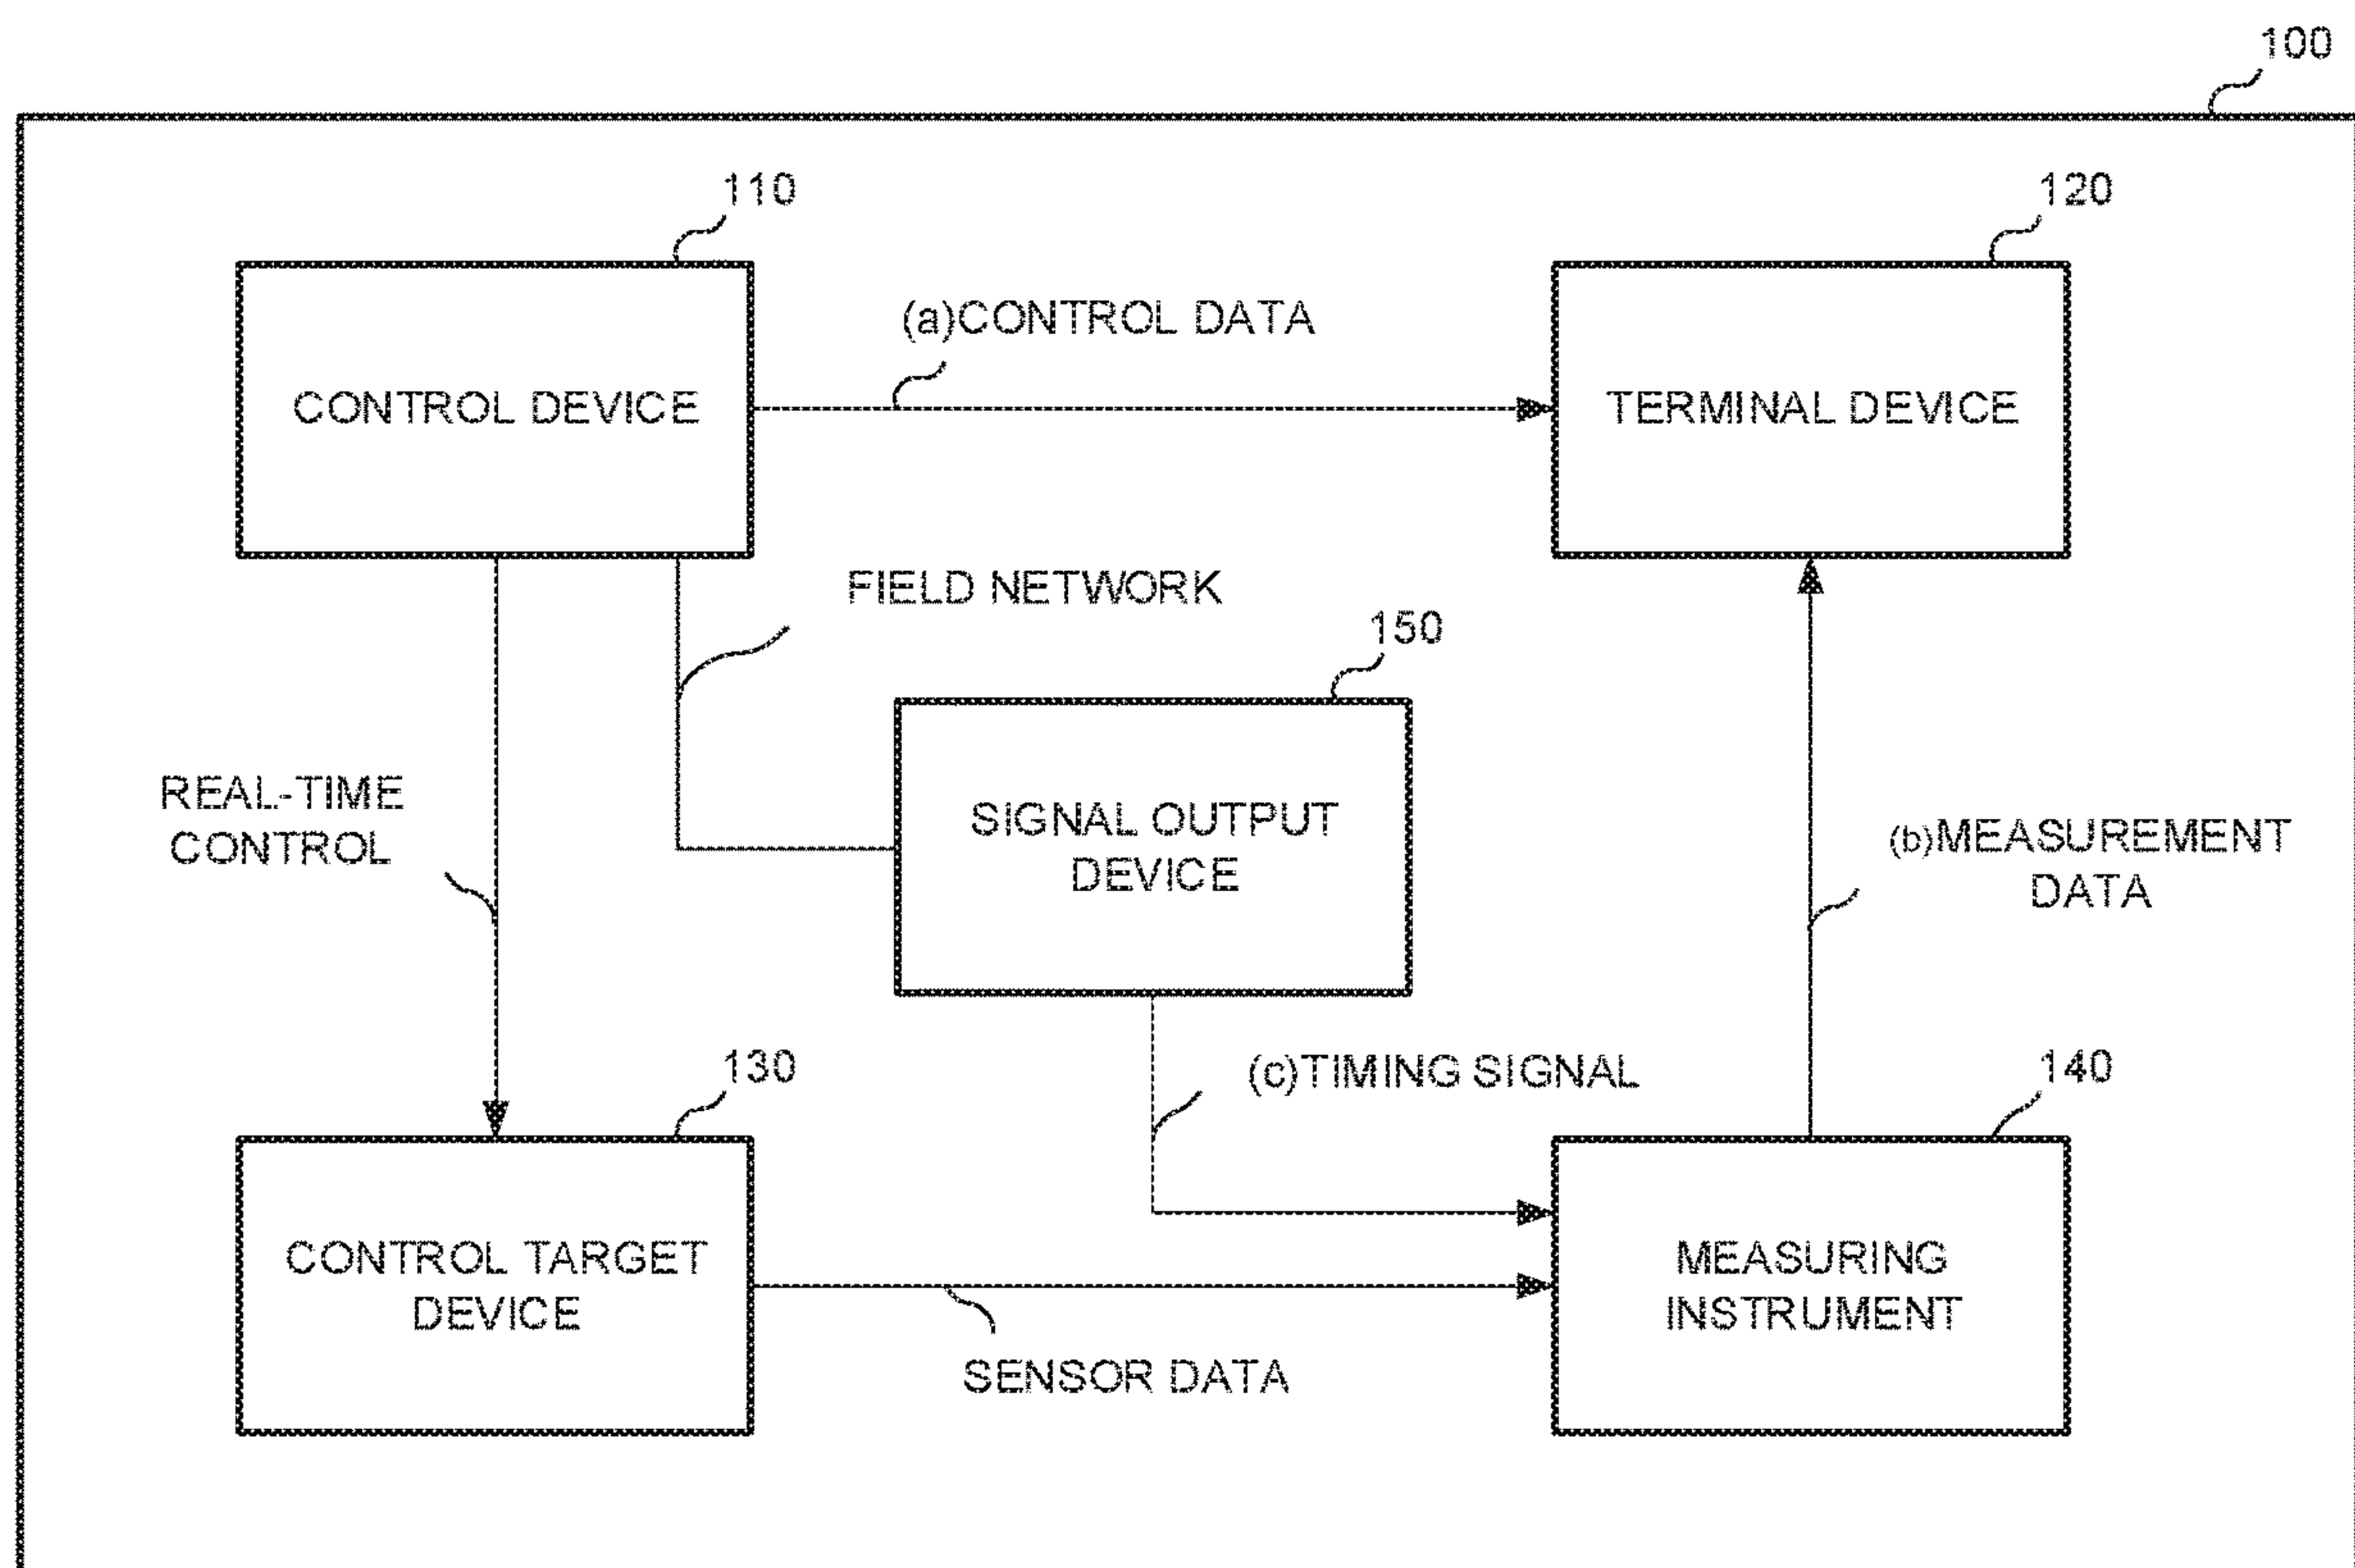 100
110
120
(a)CONTROL DATA
CONTROL DEVICE
TERMINAL DEVICE
FIELD NETWORK
150
REAL-TIME
CONTROL
SIGNAL OUTPUT
DEVICE
(b)MEASUREMENT
DATA
130
(c)TIMING SIGNAL
140
CONTROL TARGET
DEVICE
MEASURING
INSTRUMENT
SENSOR DATA